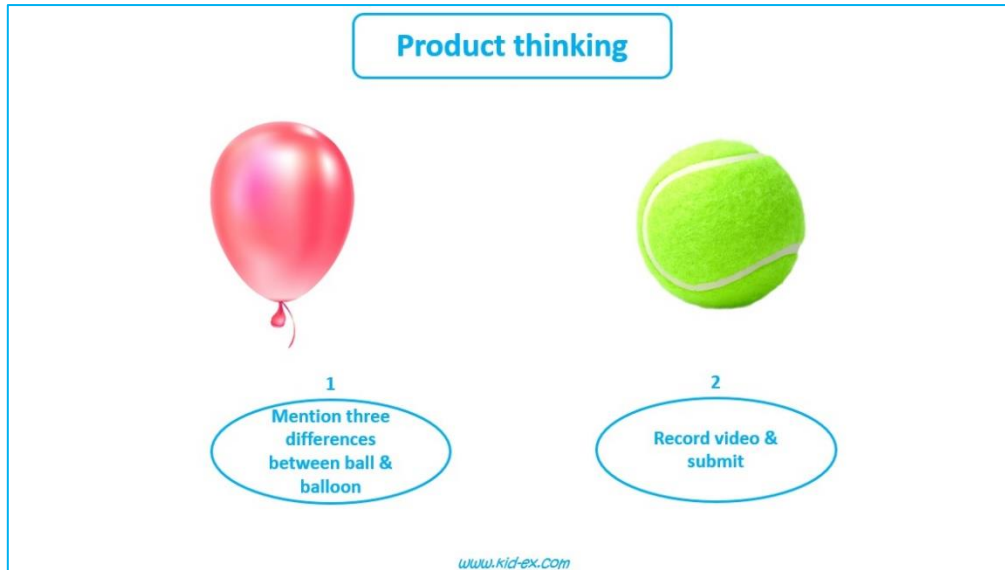 Product thinking
1
Mention three
differences
between ball &
balloon
2
Record video &
submit
www.kid-ex.com